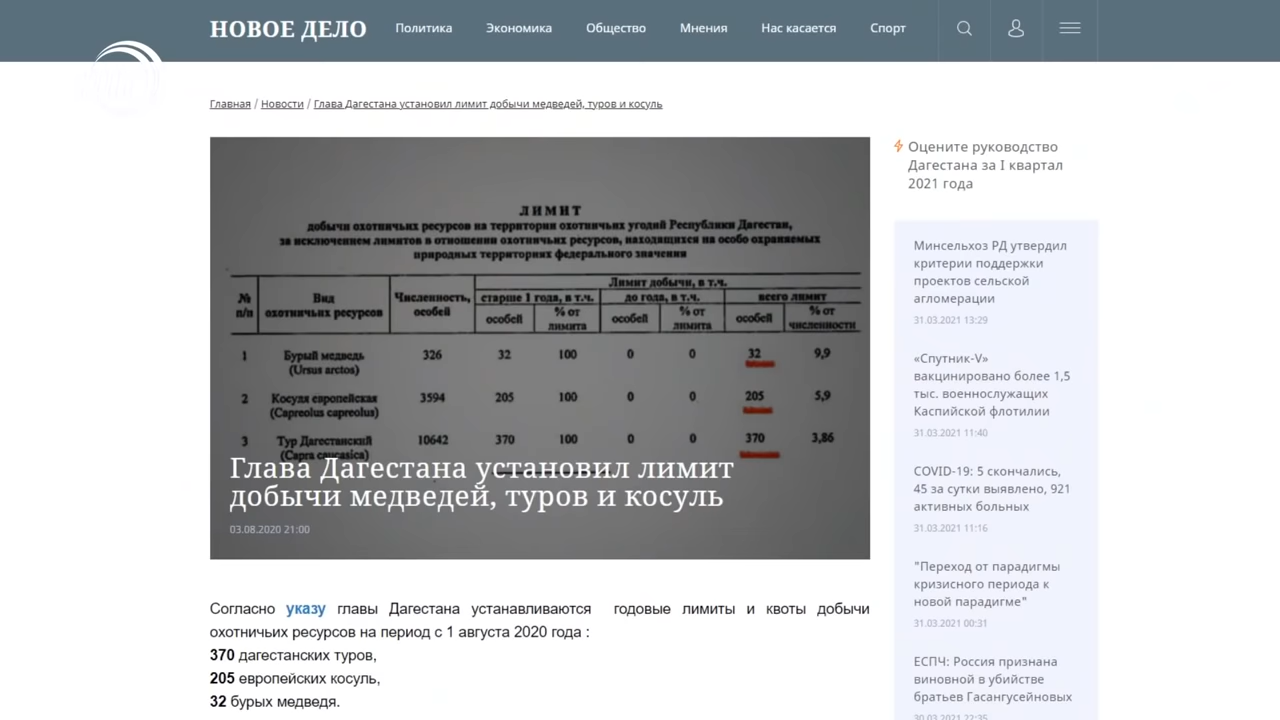 НОВОЕ ДЕЛО
Политика Экономика Общество Мнения Нас касается Спорт
Главная / Новости / Глава Дагестана установил лимит добычи медведей, туров и косуль
ЛИМИТ
добычи охотничьих ресурсов на территории охотничьих угодий Республики Дагестан,
за исключением лимитов в отношении охотничьих ресурсов, находящихся на особо охраняемых
природных территориях федерального значения
№ п/п Вид охотничьих ресурсов Численность, особей Лимит добычи, в т.ч.
старше 1 года, в т.ч. до года, в т.ч. всего лимит
особей % от лимита особей % от лимита особей % от численности
1 Бурый медведь 326 32 100 0 0 32 9,9
(Ursus arctos)
2 Косуля европейская 3594 205 100 0 0 205 5,9
(Capreolus capreolus)
3 Тур Дагестанский 10642 370 100 0 0 370 3,86
(Capra caucasica)
Глава Дагестана установил лимит
добычи медведей, туров и косуль
03.08.2020 21:00
Согласно указу главы Дагестана устанавливаются годовые лимиты и квоты добычи
охотничьих ресурсов на период с 1 августа 2020 года :
370 дагестанских туров,
205 европейских косуль,
32 бурых медведя.
Оцените руководство
Дагестана за I квартал
2021 года
Минсельхоз РД утвердил
критерии поддержки
проектов сельской
агломерации
31.03.2021 13:29
«Спутник-V»
вакцинировано более 1,5
тыс. военнослужащих
Каспийской флотилии
31.03.2021 11:40
COVID-19: 5 скончались,
45 за сутки выявлено, 921
активных больных
31.03.2021 11:16
"Переход от парадигмы
кризисного периода к
новой парадигме"
31.03.2021 00:31
ЕСПЧ: Россия признана
виновной в убийстве
братьев Гасангусейновых
30.03.2021 22:35